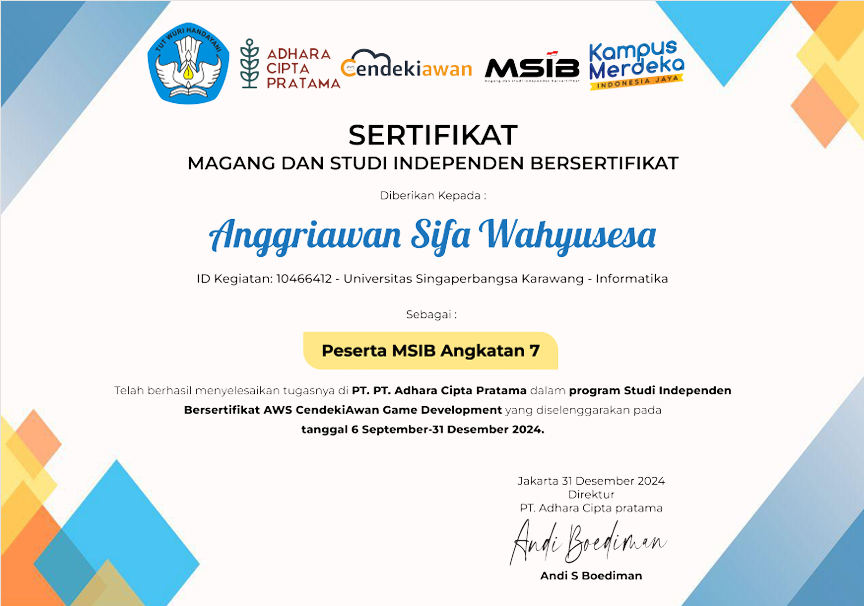 TUT WURI HANDAYANI
ADHARA
CIPTA
PRATAMA
Cendekiawan
MSIB
Kampus
Merdeka
INDONESIA JAYA
SERTIFIKAT
MAGANG DAN STUDI INDEPENDEN BERSERTIFIKAT
Diberikan Kepada :
Anggriawan Sifa Wahyusesa
ID Kegiatan: 10466412 - Universitas Singaperbangsa Karawang - Informatika
Sebagai :
Peserta MSIB Angkatan 7
Telah berhasil menyelesaikan tugasnya di PT. PT. Adhara Cipta Pratama dalam program Studi Independen
Bersertifikat AWS CendekiAwan Game Development yang diselenggarakan pada
tanggal 6 September-31 Desember 2024.
Jakarta 31 Desember 2024
Direktur
PT. Adhara Cipta pratama
Andi Boediman
Andi S Boediman